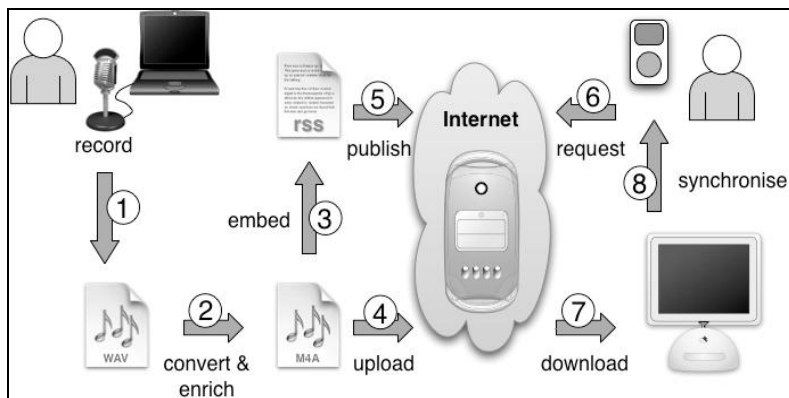 record
1
WAV
2
convert &
enrich
M4A
embed
3
rss
5
publish
4
upload
Internet
6
request
7
download
8
synchronise